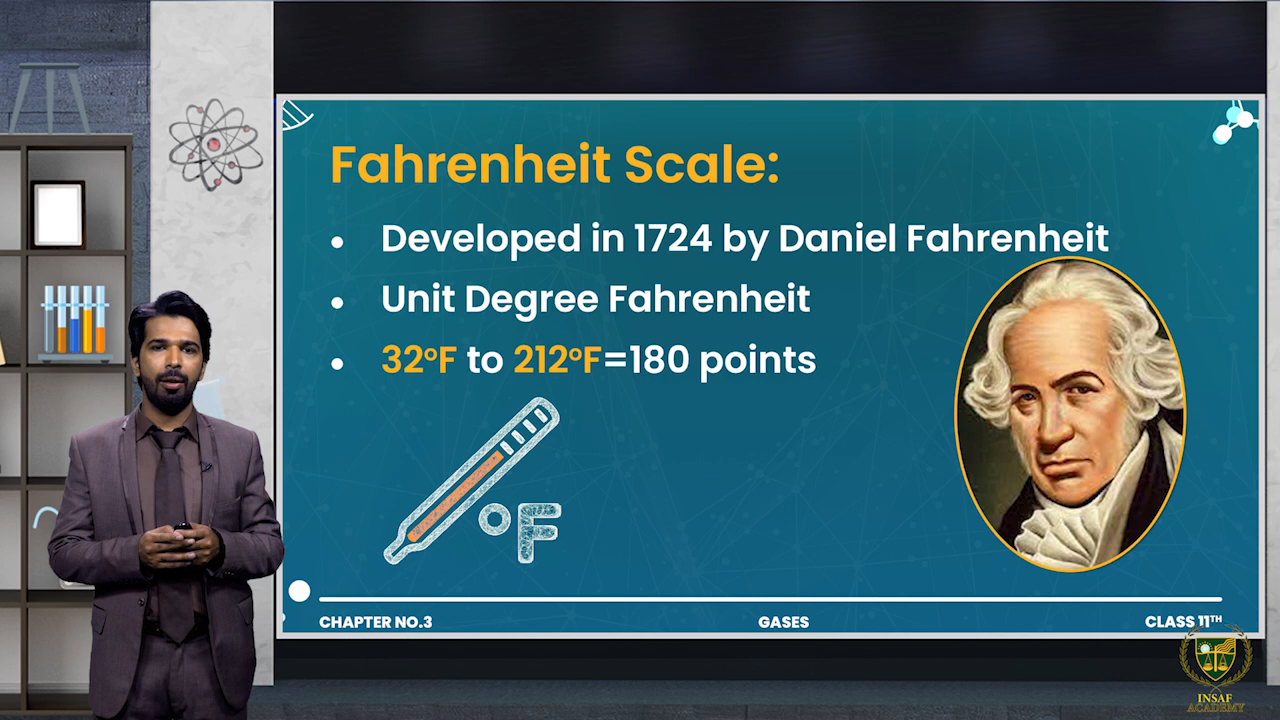 Fahrenheit Scale:
• Developed in 1724 by Daniel Fahrenheit
• Unit Degree Fahrenheit
• 32°F to 212°F=180 points
°F
CHAPTER NO.3 GASES CLASS 11TH
INSAF
ACADEMY